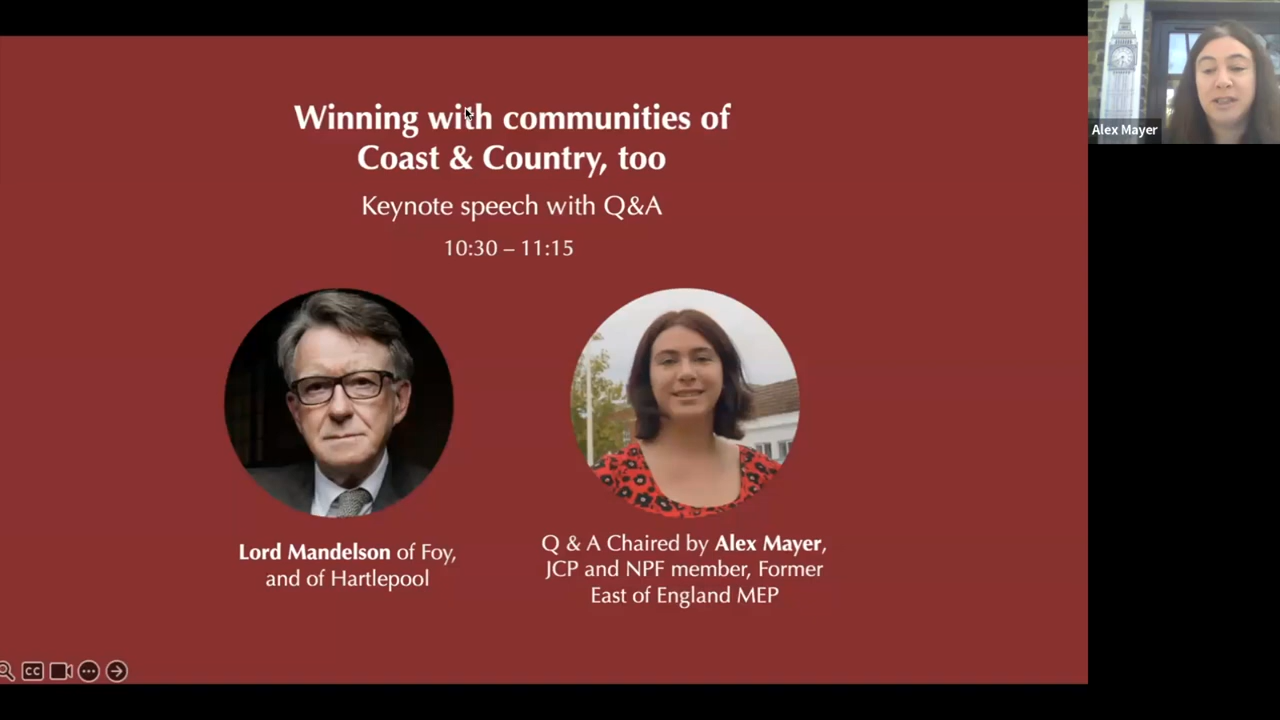 Winning with communities of
Coast & Country, too
Keynote speech with Q&A
10:30 – 11:15
Lord Mandelson of Foy,
and of Hartlepool
Q & A Chaired by Alex Mayer,
JCP and NPF member, Former
East of England MEP
Alex Mayer
CC